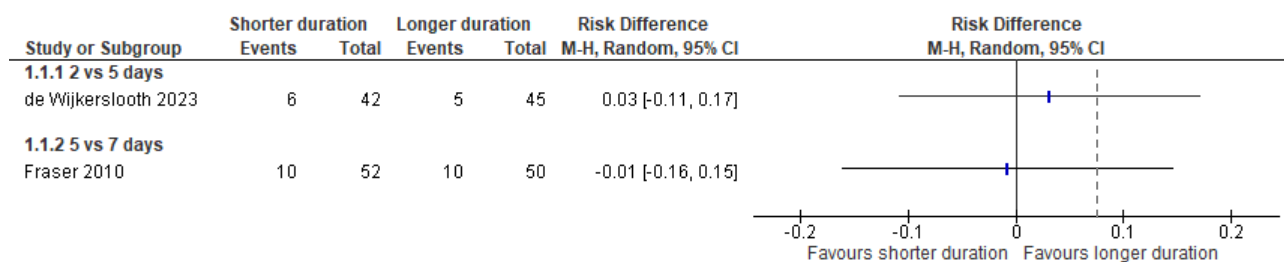 Shorter duration Longer duration Risk Difference Risk Difference
Study or Subgroup Events Total Events Total M-H, Random, 95% CI M-H, Random, 95% CI
1.1.1 2 vs 5 days
de Wijkerslooth 2023 6 42 5 45 0.03 [-0.11, 0.17]
1.1.2 5 vs 7 days
Fraser 2010 10 52 10 50 -0.01 [-0.16, 0.15]
-0.2 -0.1 0 0.1 0.2
Favours shorter duration Favours longer duration